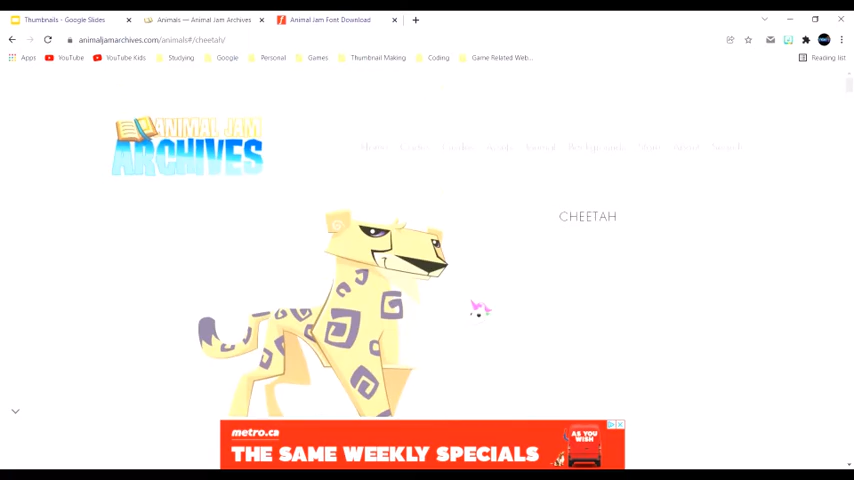 Thumbnails - Google Slides
Animals — Animal Jam Archives
Animal Jam Font Download
animaljamarchives.com/animals#/cheetah/
Apps YouTube YouTube Kids Studying Google Personal Games Thumbnail Making Coding Game Related Web... Reading list
ANIMAL JAM
ARCHIVES
CHEETAH
metro.ca
THE SAME WEEKLY SPECIALS
AS YOU
WISH